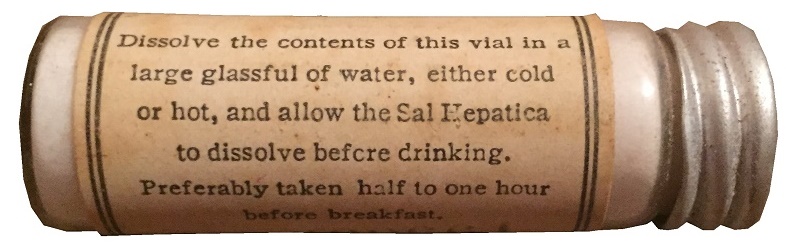 Dissolve the contents of this vial in a
large glassful of water, either cold
or hot, and allow the Sal Hepatica
to dissolve before drinking.
Preferably taken half to one hour
before breakfast.